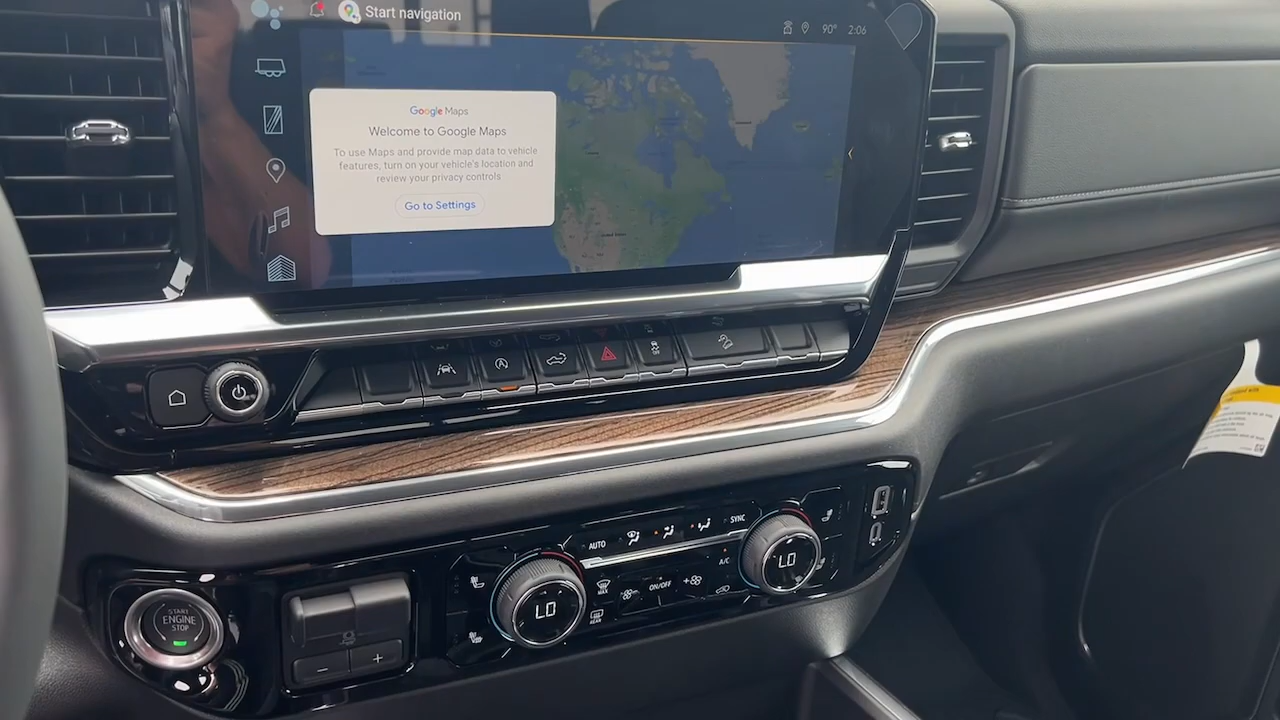 Start navigation
90° 2:06
Google Maps
Welcome to Google Maps
To use Maps and provide map data to vehicle
features, turn on your vehicle's location and
review your privacy controls
Go to Settings
OFF
AUTO
SYNC
A/C
MAX
ON/OFF
REAR
LO
LO
START
ENGINE
STOP